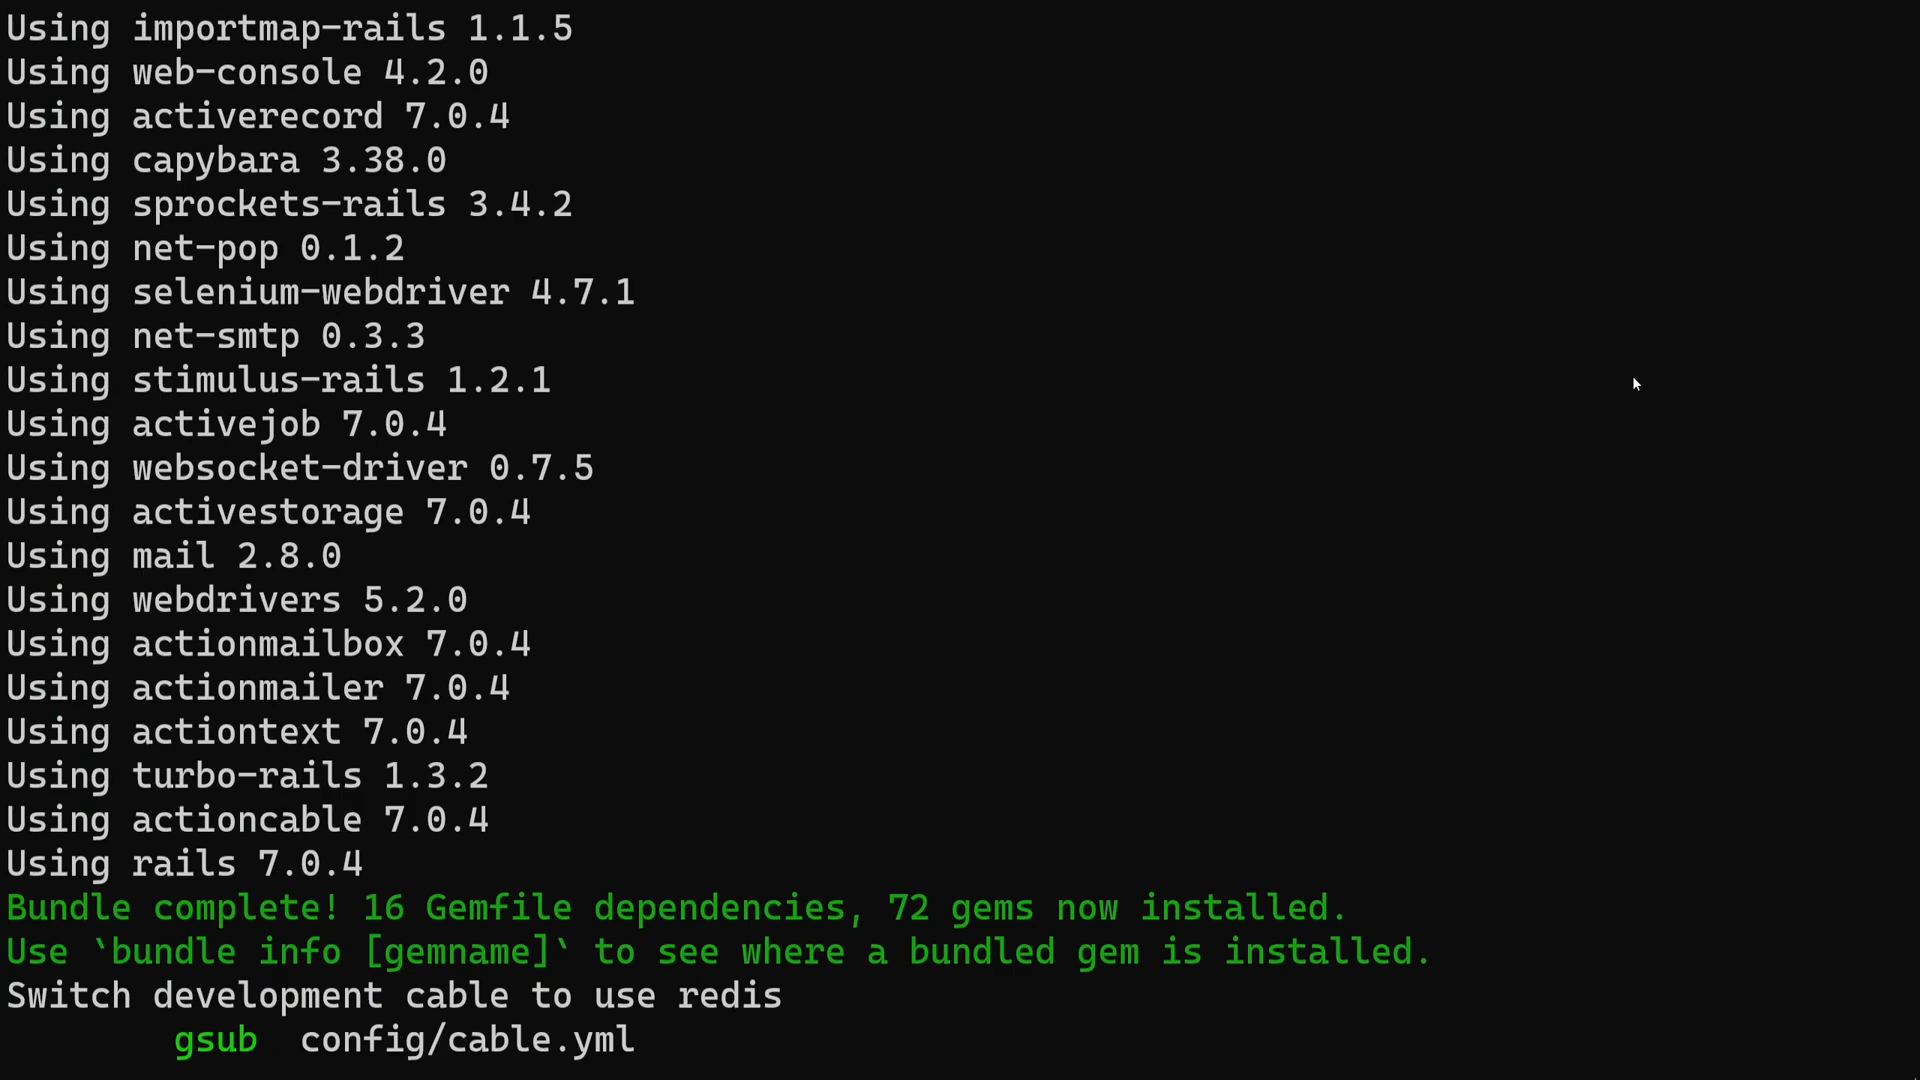 Using importmap-rails 1.1.5
Using web-console 4.2.0
Using activerecord 7.0.4
Using capybara 3.38.0
Using sprockets-rails 3.4.2
Using net-pop 0.1.2
Using selenium-webdriver 4.7.1
Using net-smtp 0.3.3
Using stimulus-rails 1.2.1
Using activejob 7.0.4
Using websocket-driver 0.7.5
Using activestorage 7.0.4
Using mail 2.8.0
Using webdrivers 5.2.0
Using actionmailbox 7.0.4
Using actionmailer 7.0.4
Using actiontext 7.0.4
Using turbo-rails 1.3.2
Using actioncable 7.0.4
Using rails 7.0.4
Bundle complete! 16 Gemfile dependencies, 72 gems now installed.
Use `bundle info [gemname]` to see where a bundled gem is installed.
Switch development cable to use redis
gsub  config/cable.yml